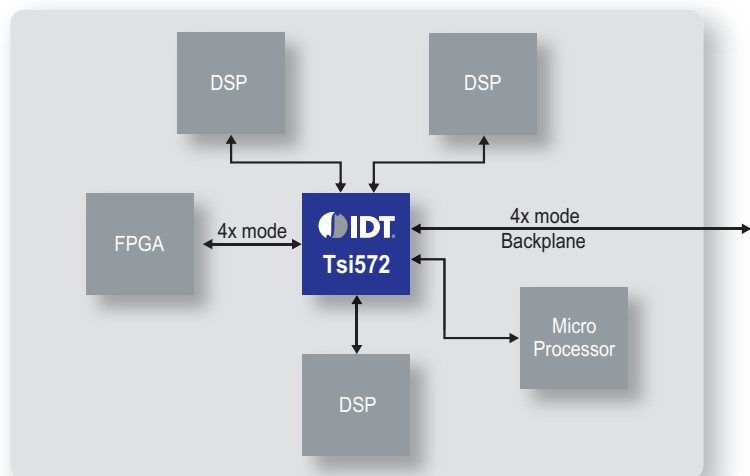 DSP
DSP
FPGA
4x mode
IDT
Tsi572
4x mode
Backplane
Micro
Processor
DSP